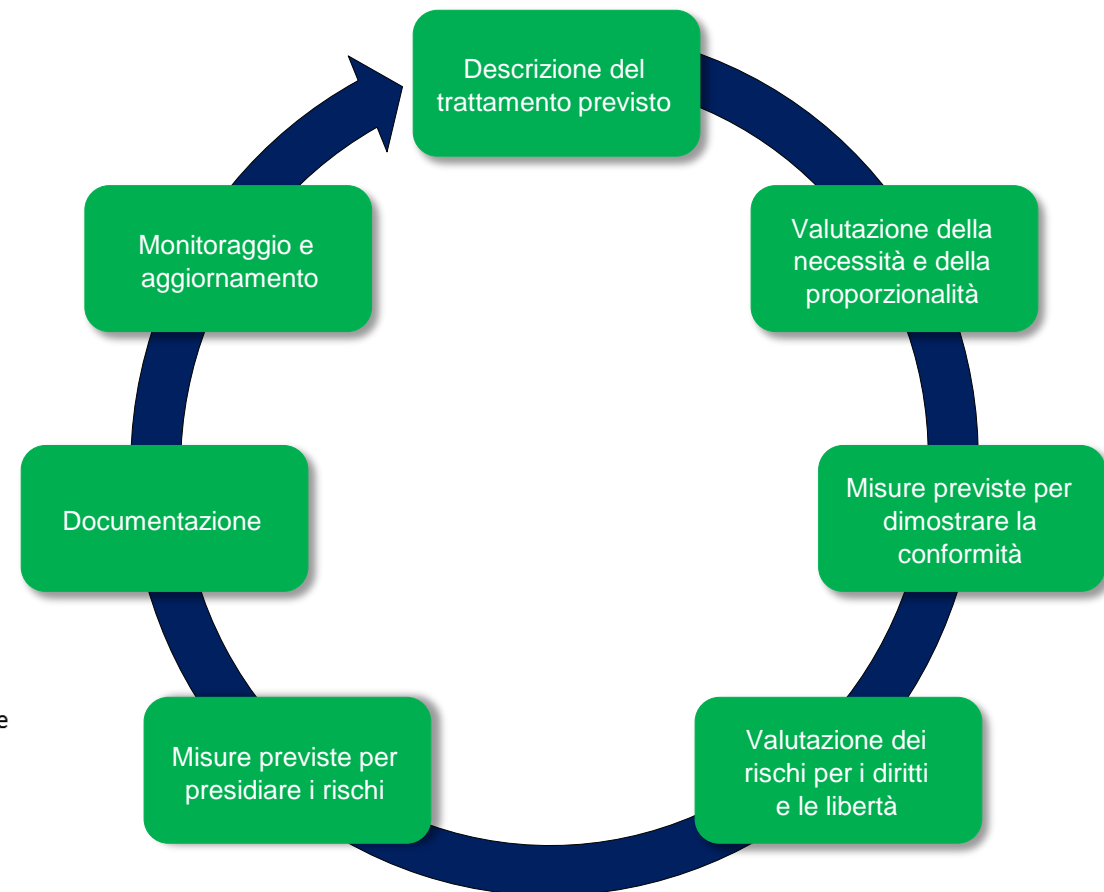 Descrizione del
trattamento previsto
Valutazione della
necessità e della
proporzionalità
Misure previste per
dimostrare la
conformità
Valutazione dei
rischi per i diritti
e le libertà
Misure previste per
presidiare i rischi
Documentazione
Monitoraggio e
aggiornamento
e